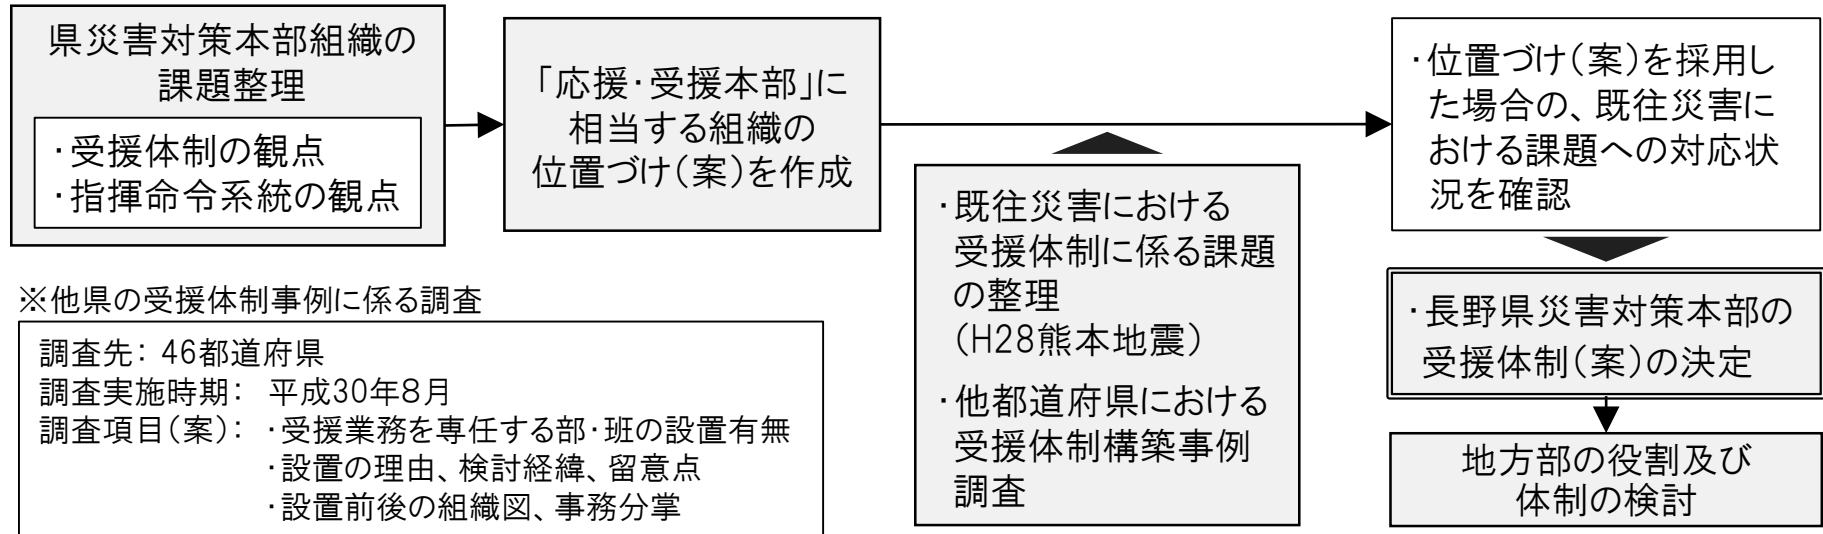 県災害対策本部組織の
課題整理
・受援体制の観点
・指揮命令系統の観点
「応援・受援本部」に
相当する組織の
位置づけ(案)を作成
・既往災害における
受援体制に係る課題
の整理
(H28熊本地震)
・他都道府県における
受援体制構築事例
調査
・位置づけ(案)を採用し
た場合の、既往災害に
おける課題への対応状
況を確認
・長野県災害対策本部の
受援体制(案)の決定
地方部の役割及び
体制の検討
※他県の受援体制事例に係る調査
調査先: 46都道府県
調査実施時期: 平成30年8月
調査項目(案): ・受援業務を専任する部・班の設置有無
・設置の理由、検討経緯、留意点
・設置前後の組織図、事務分掌